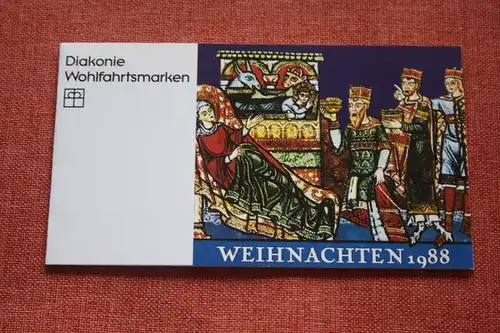 Diakonie
Wohlfahrtsmarken
WEIHNACHTEN 1988